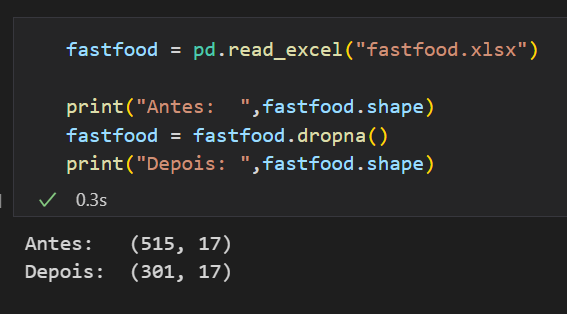 fastfood = pd.read_excel("fastfood.xlsx")
print("Antes:  ",fastfood.shape)
fastfood = fastfood.dropna()
print("Depois: ",fastfood.shape)
0.3s
Antes:   (515, 17)
Depois:  (301, 17)